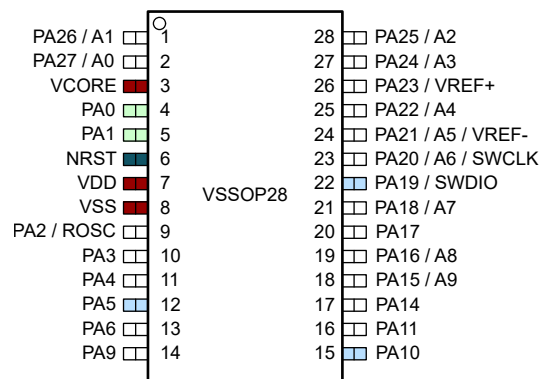 PA26 / A1 1 28 PA25 / A2
PA27 / A0 2 27 PA24 / A3
VCORE 3 26 PA23 / VREF+
PA0 4 25 PA22 / A4
PA1 5 24 PA21 / A5 / VREF-
NRST 6 23 PA20 / A6 / SWCLK
VDD 7 22 PA19 / SWDIO
VSSOP28
VSS 8 21 PA18 / A7
PA2 / ROSC 9 20 PA17
PA3 10 19 PA16 / A8
PA4 11 18 PA15 / A9
PA5 12 17 PA14
PA6 13 16 PA11
PA9 14 15 PA10